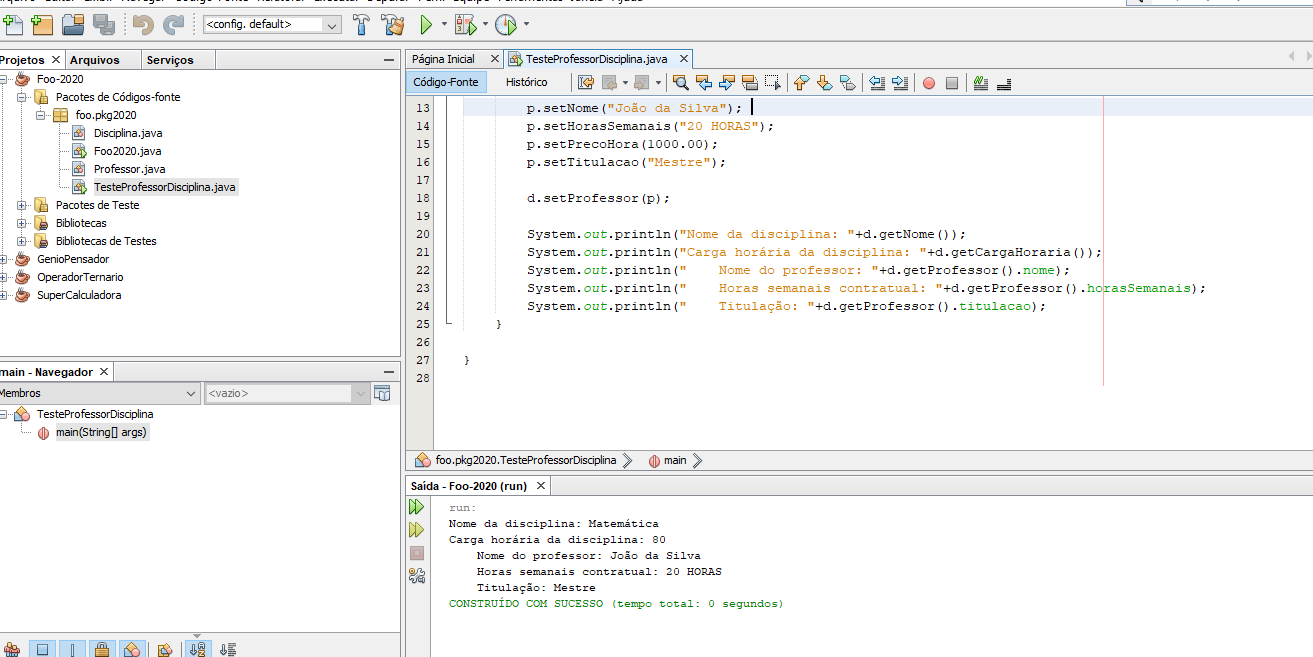 <config. default>
Projetos
Arquivos
Serviços
Foo-2020
Pacotes de Códigos-fonte
foo.pkg2020
Disciplina.java
Foo2020.java
Professor.java
TesteProfessorDisciplina.java
Pacotes de Teste
Bibliotecas
Bibliotecas de Testes
GenioPensador
OperadorTernario
SuperCalculadora
main - Navegador
Membros
<vazio>
TesteProfessorDisciplina
main(String[] args)
Página Inicial
TesteProfessorDisciplina.java
Código-Fonte
Histórico
13 p.setNome("João da Silva");
14 p.setHorasSemanais("20 HORAS");
15 p.setPrecoHora(1000.00);
16 p.setTitulacao("Mestre");
17
18 d.setProfessor(p);
19
20 System.out.println("Nome da disciplina: "+d.getNome());
21 System.out.println("Carga horária da disciplina: "+d.getCargaHoraria());
22 System.out.println("    Nome do professor: "+d.getProfessor().nome);
23 System.out.println("    Horas semanais contratual: "+d.getProfessor().horasSemanais);
24 System.out.println("    Titulação: "+d.getProfessor().titulacao);
25 }
26
27 }
28
foo.pkg2020.TesteProfessorDisciplina
main
Saída - Foo-2020 (run)
run:
Nome da disciplina: Matemática
Carga horária da disciplina: 80
Nome do professor: João da Silva
Horas semanais contratual: 20 HORAS
Titulação: Mestre
CONSTRUÍDO COM SUCESSO (tempo total: 0 segundos)